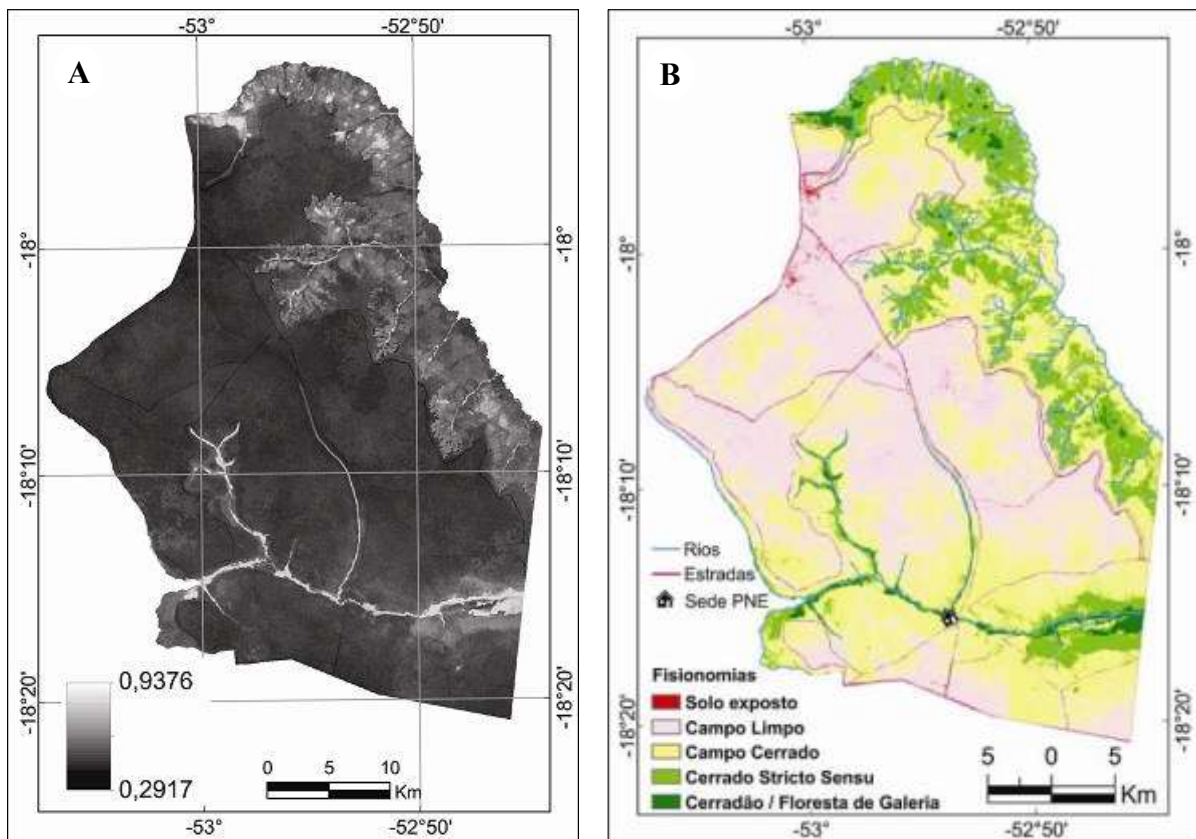 -53°
-52°50'
A
-18°
-18°
-18°10'
-18°10'
-18°20'
-18°20'
0,9376
0,2917
0 5 10
Km
-53°
-52°50'
-53°
-52°50'
B
-18°
-18°
-18°10'
-18°10'
-18°20'
-18°20'
Rios
Estradas
Sede PNE
Fisionomias
Solo exposto
Campo Limpo
Campo Cerrado
Cerrado Stricto Sensu
Cerradão / Floresta de Galeria
5 0 5
Km
-53°
-52°50'